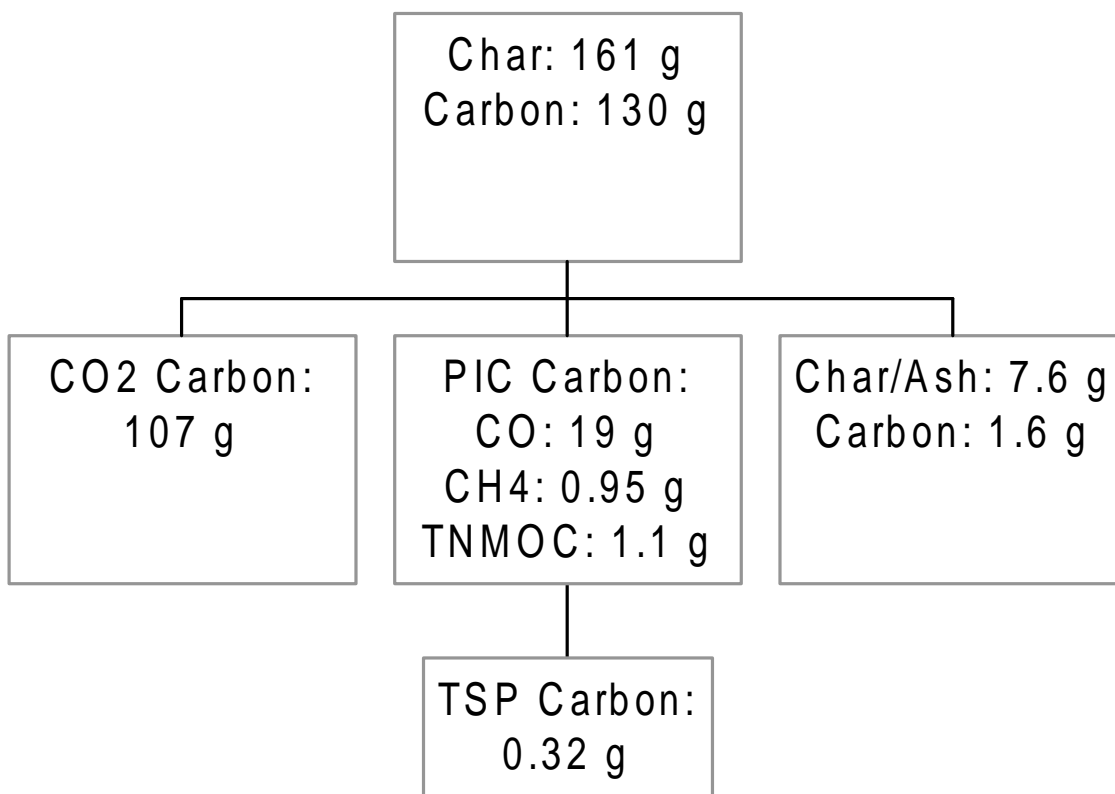 Char: 161 g
Carbon: 130 g
CO2 Carbon:
107 g
PIC Carbon:
CO: 19 g
CH4: 0.95 g
TNMOC: 1.1 g
Char/Ash: 7.6 g
Carbon: 1.6 g
TSP Carbon:
0.32 g